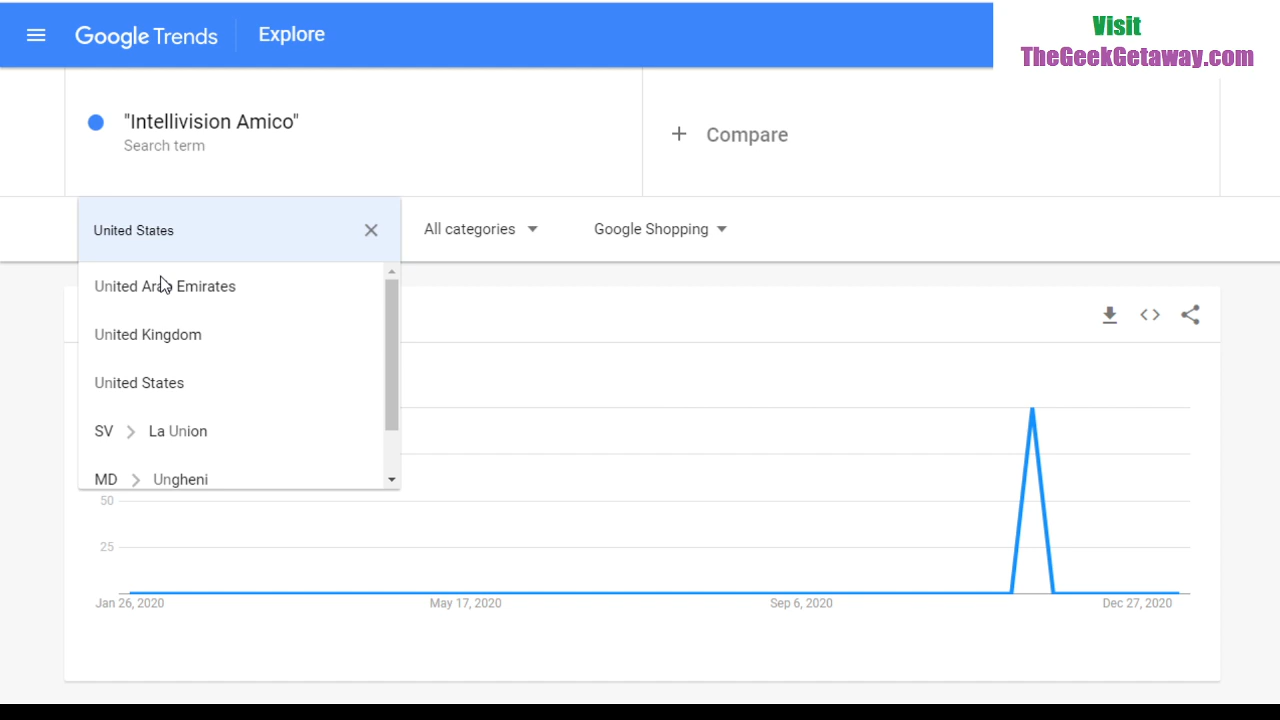 Google Trends
Explore
Visit
TheGeekGetaway.com
"Intellivision Amico"
Search term
+ Compare
United States
All categories
Google Shopping
United Arab Emirates
United Kingdom
United States
SV > La Union
MD > Ungheni
50
25
Jan 26, 2020
May 17, 2020
Sep 6, 2020
Dec 27, 2020